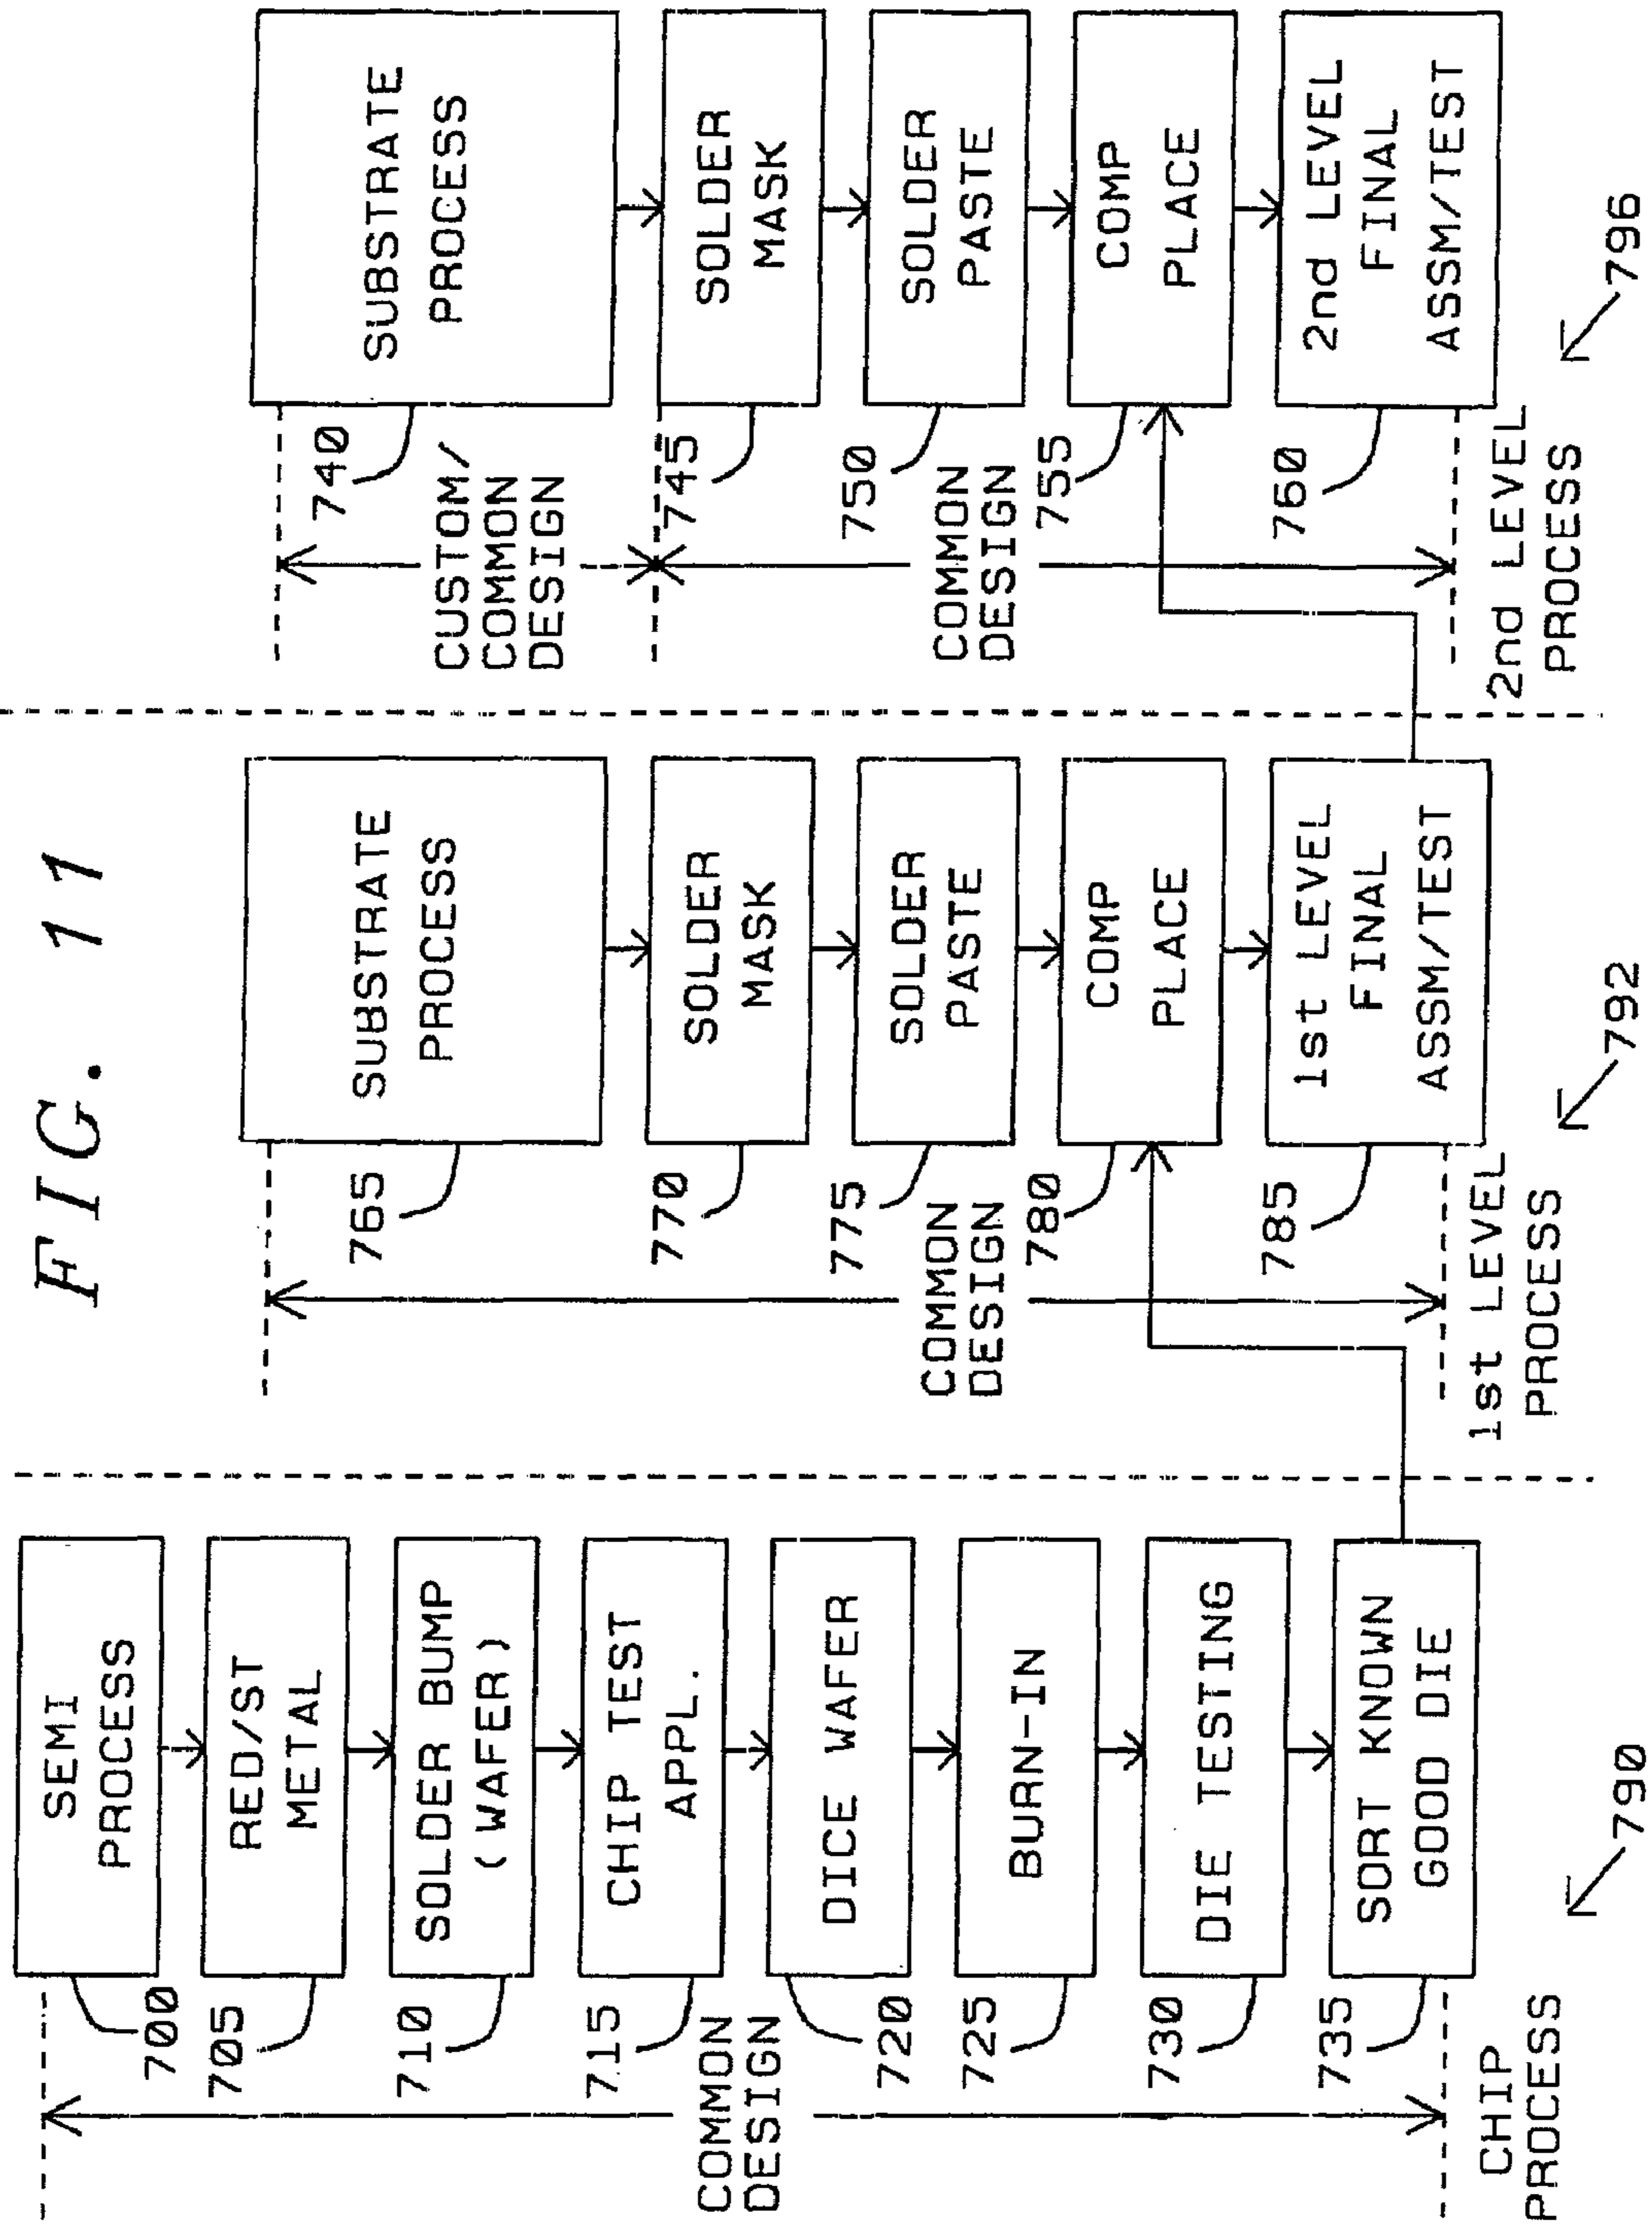 FIG. 11
SEMI
PROCESS
700
RED/ST
METAL
705
SOLDER BUMP
(WAFER)
710
CHIP TEST
APPL.
715
DICE WAFER
720
BURN-IN
725
DIE TESTING
730
SORT KNOWN
GOOD DIE
735
COMMON
DESIGN
CHIP
PROCESS
790
SUBSTRATE
PROCESS
765
SOLDER
MASK
770
SOLDER
PASTE
775
COMP
PLACE
780
1st LEVEL
FINAL
ASSM/TEST
785
COMMON
DESIGN
1st LEVEL
PROCESS
792
SUBSTRATE
PROCESS
740
CUSTOM/
COMMON
DESIGN
SOLDER
MASK
745
SOLDER
PASTE
750
COMP
PLACE
755
2nd LEVEL
FINAL
ASSM/TEST
760
COMMON
DESIGN
2nd LEVEL
PROCESS
796